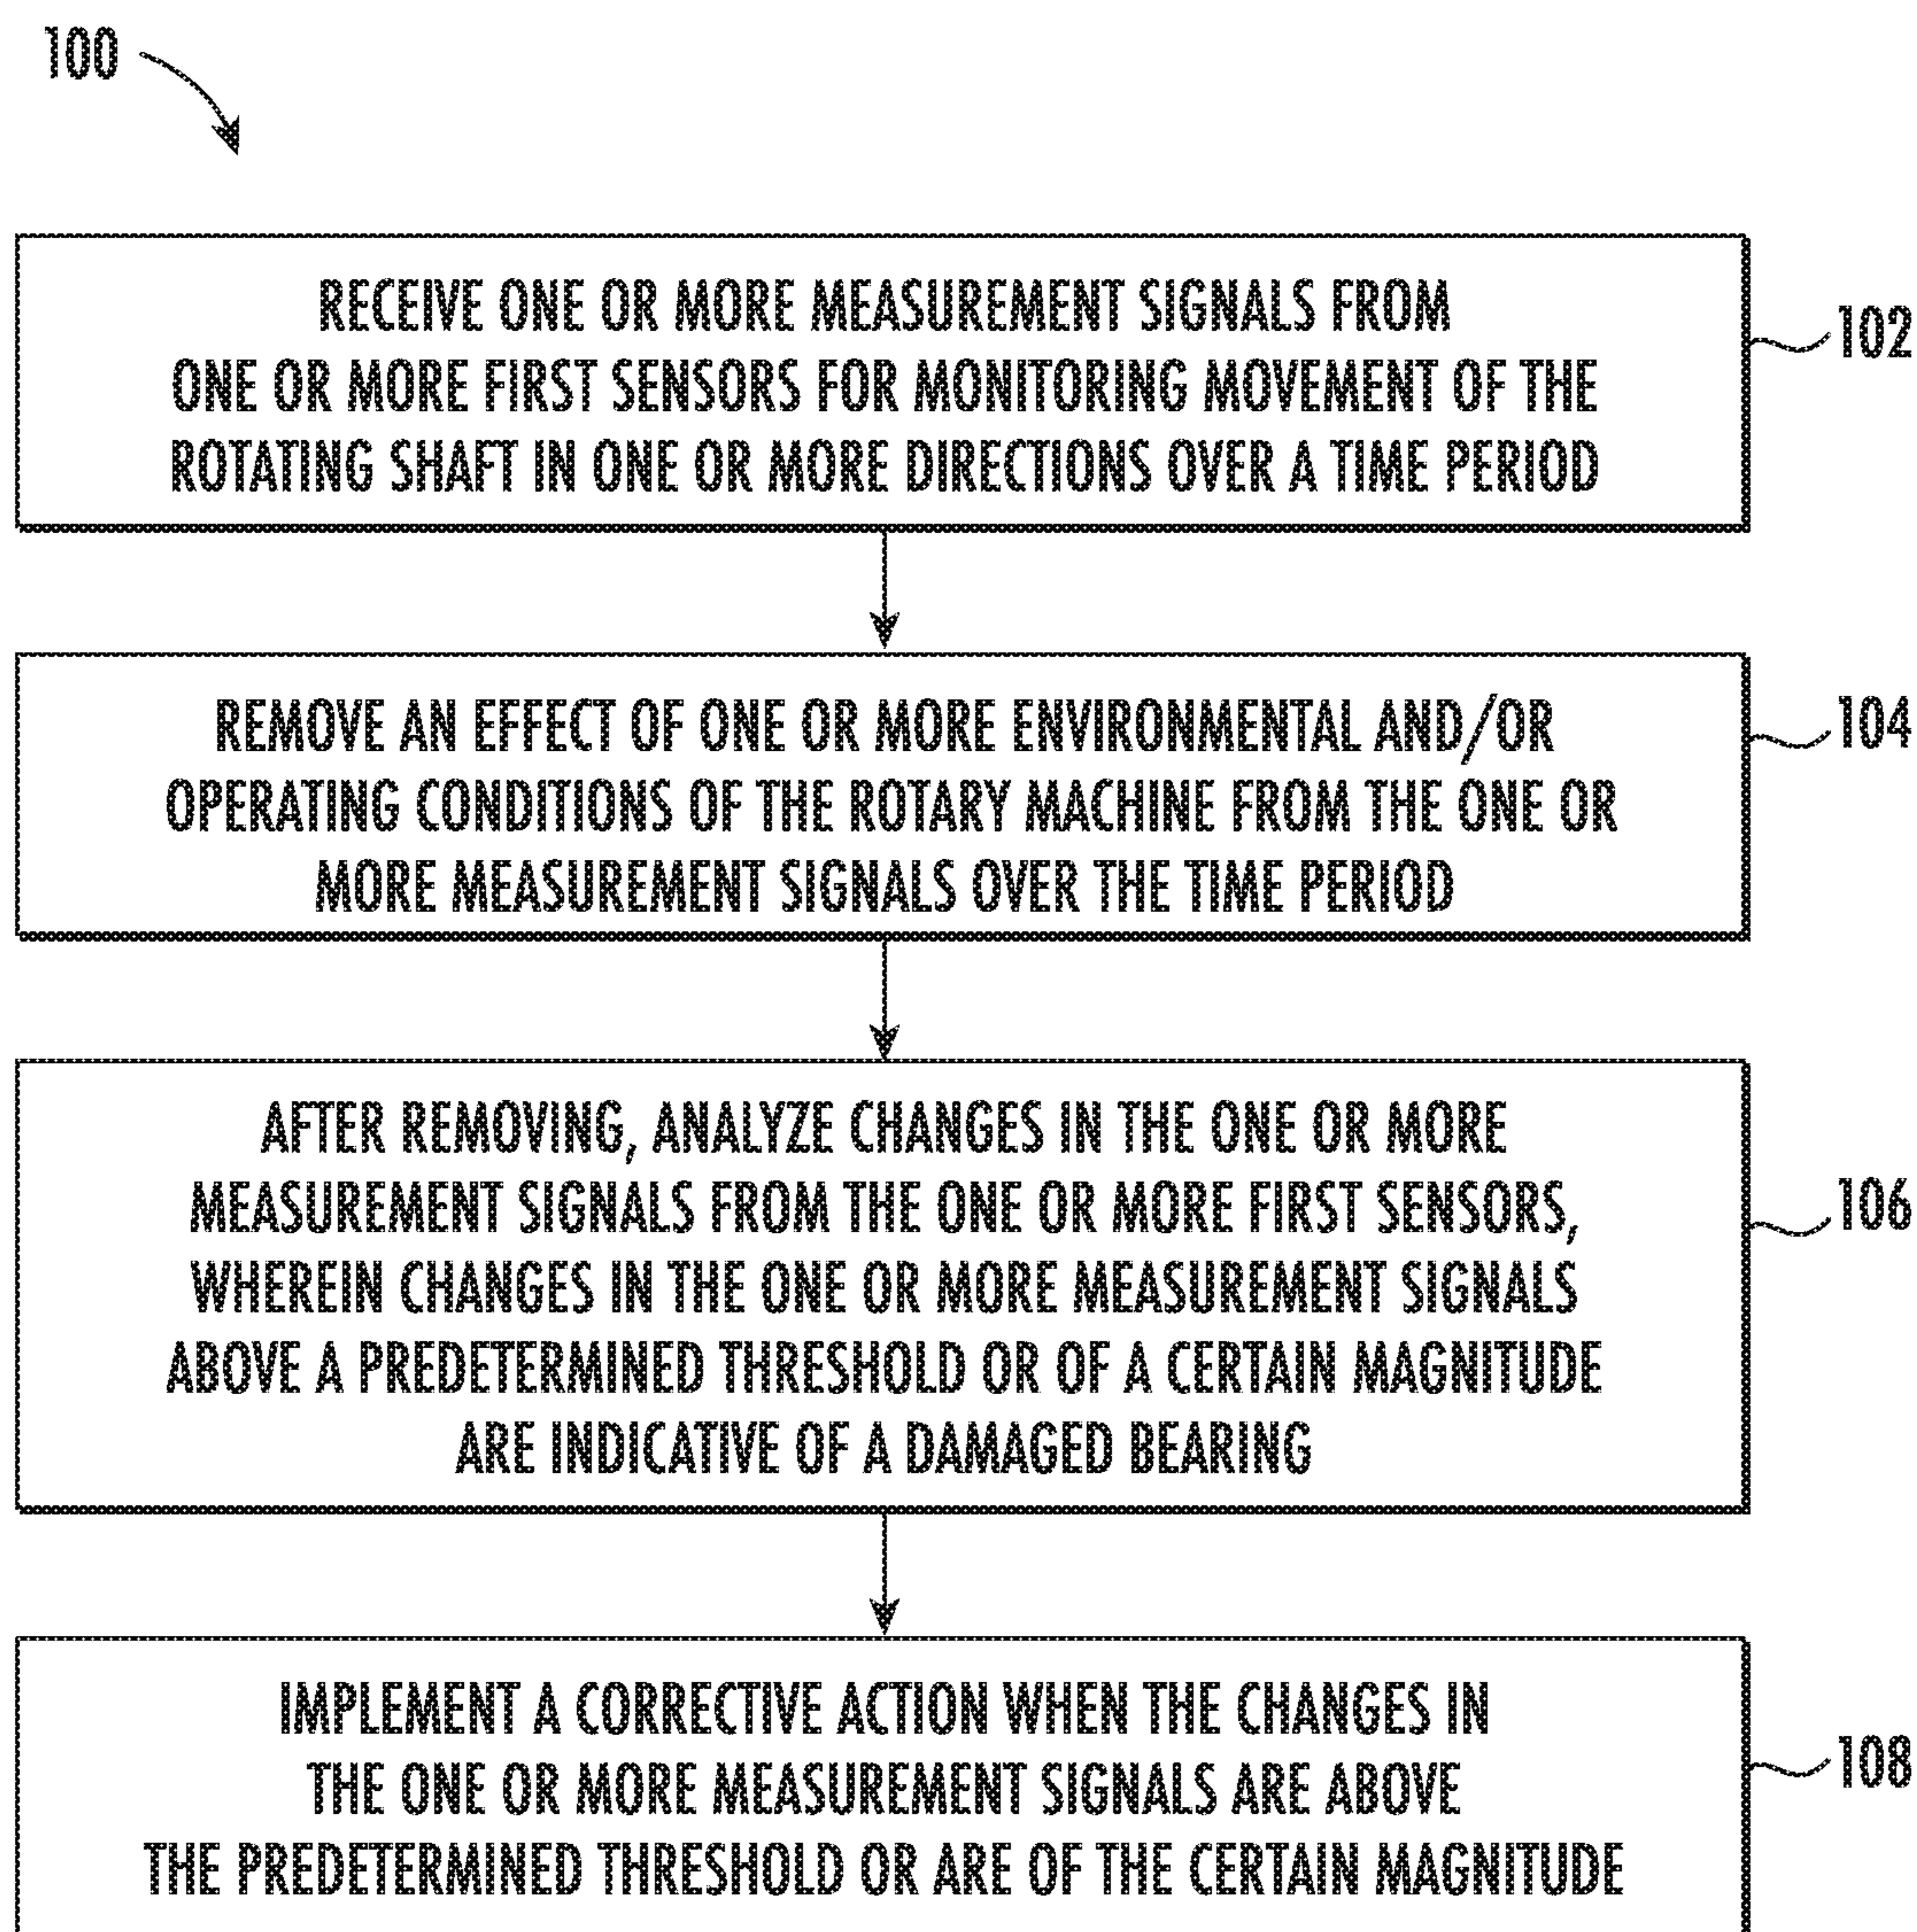 100
RECEIVE ONE OR MORE MEASUREMENT SIGNALS FROM
ONE OR MORE FIRST SENSORS FOR MONITORING MOVEMENT OF THE
ROTATING SHAFT IN ONE OR MORE DIRECTIONS OVER A TIME PERIOD
102
REMOVE AN EFFECT OF ONE OR MORE ENVIRONMENTAL AND/OR
OPERATING CONDITIONS OF THE ROTARY MACHINE FROM THE ONE OR
MORE MEASUREMENT SIGNALS OVER THE TIME PERIOD
104
AFTER REMOVING, ANALYZE CHANGES IN THE ONE OR MORE
MEASUREMENT SIGNALS FROM THE ONE OR MORE FIRST SENSORS,
WHEREIN CHANGES IN THE ONE OR MORE MEASUREMENT SIGNALS
ABOVE A PREDETERMINED THRESHOLD OR OF A CERTAIN MAGNITUDE
ARE INDICATIVE OF A DAMAGED BEARING
106
IMPLEMENT A CORRECTIVE ACTION WHEN THE CHANGES IN
THE ONE OR MORE MEASUREMENT SIGNALS ARE ABOVE
THE PREDETERMINED THRESHOLD OR ARE OF THE CERTAIN MAGNITUDE
108